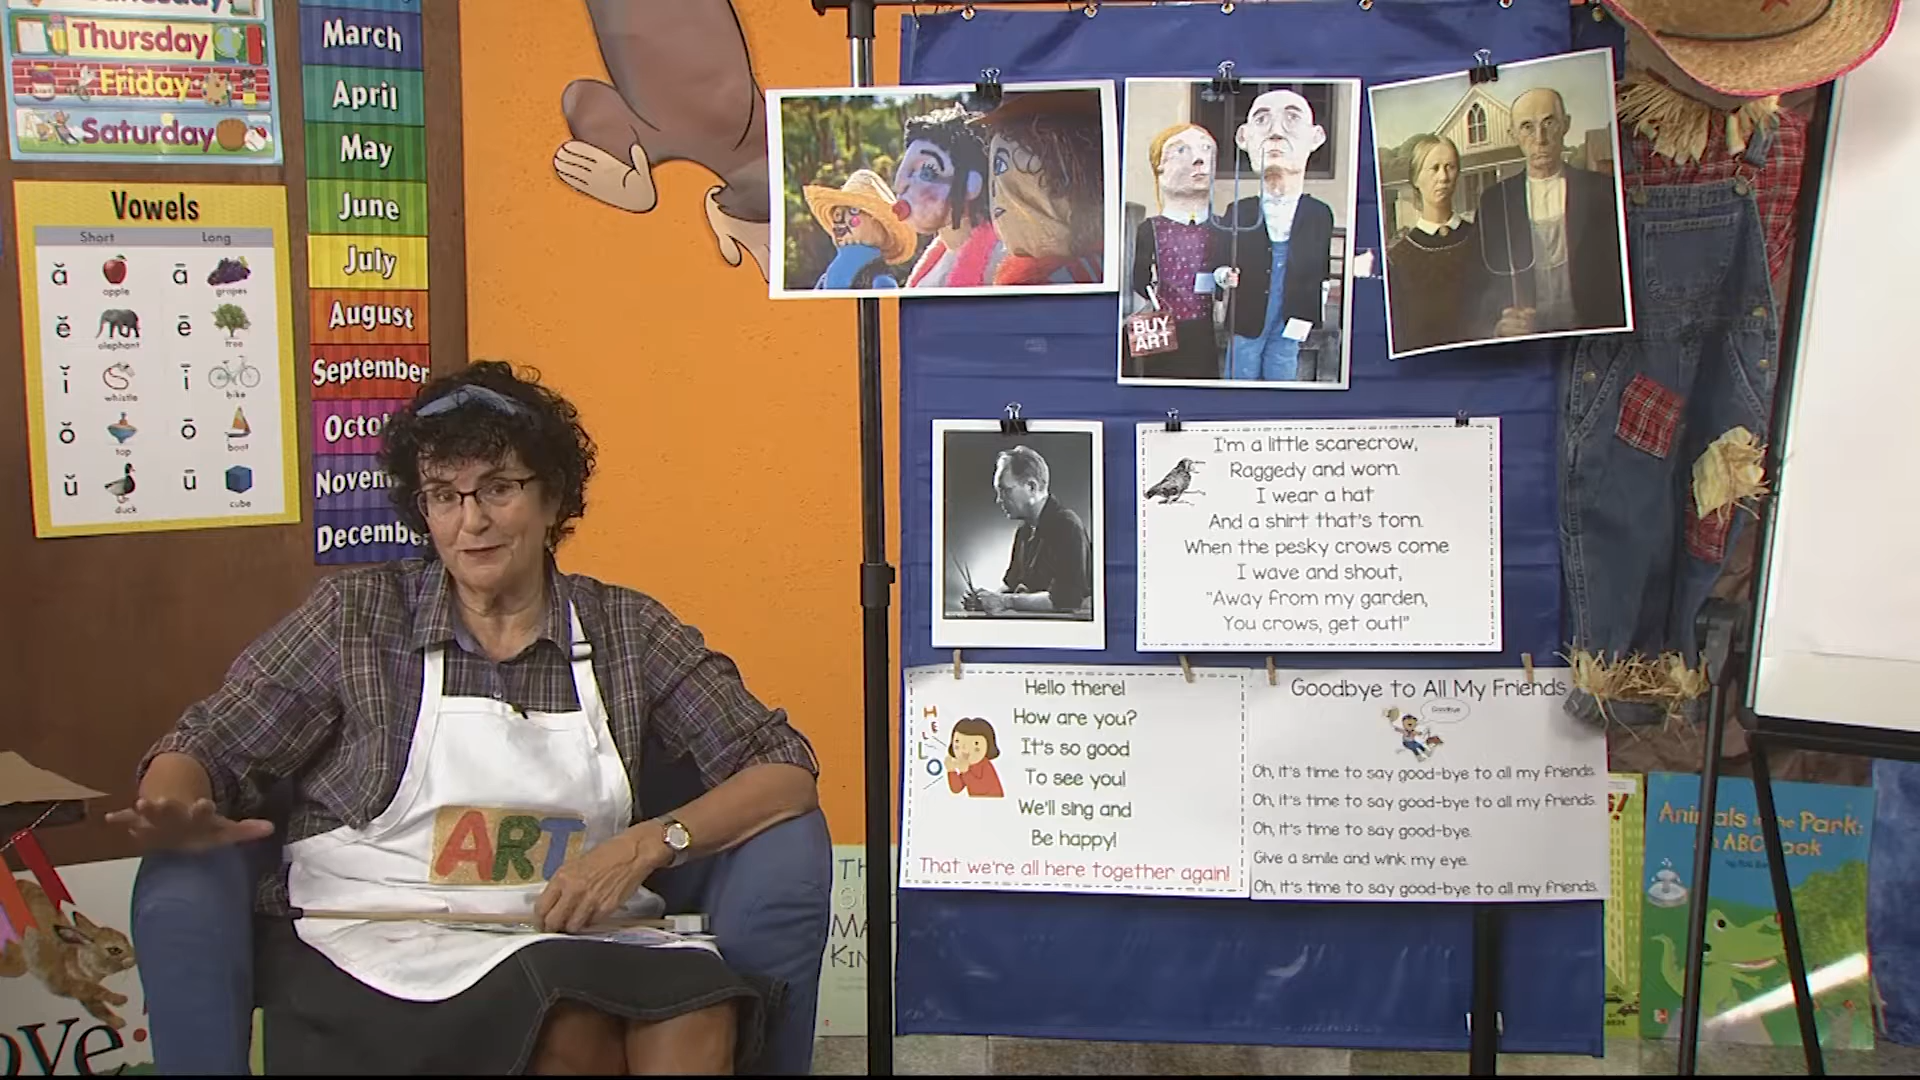 Thursday
Friday
Saturday
March
April
May
June
July
August
September
Vowels
Short Long
ă apple ā grapes
ĕ elephant ē tree
ĭ whistle ī bike
ŏ top ō boat
ŭ duck ū cube
BUY
ART
I'm a little scarecrow,
Raggedy and worn.
I wear a hat
And a shirt that's torn.
When the pesky crows come
I wave and shout,
"Away from my garden,
You crows, get out!"
HELLO
Hello there!
How are you?
It's so good
To see you!
We'll sing and
Be happy!
That we're all here together again!
Goodbye to All My Friends
Goodbye
Oh, it's time to say good-bye to all my friends.
Oh, it's time to say good-bye to all my friends.
Oh, it's time to say good-bye.
Give a smile and wink my eye.
Oh, it's time to say good-bye to all my friends.
ART
Animals in the Park: